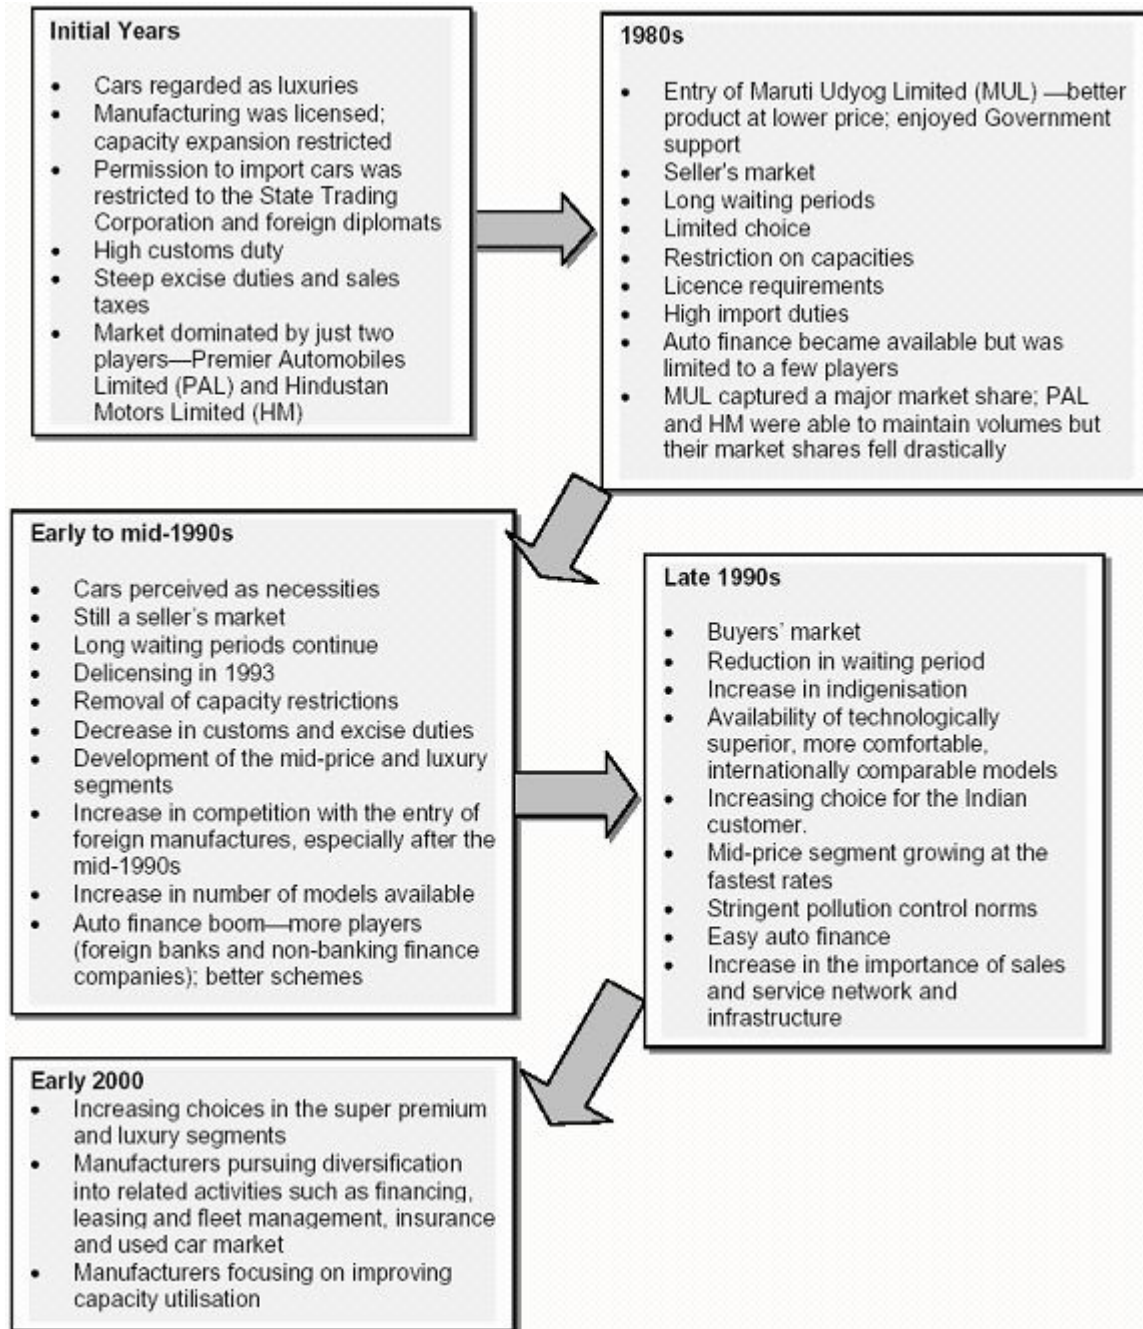 Initial Years
• Cars regarded as luxuries
• Manufacturing was licensed;
capacity expansion restricted
• Permission to import cars was
restricted to the State Trading
Corporation and foreign diplomats
• High customs duty
• Steep excise duties and sales
taxes
• Market dominated by just two
players—Premier Automobiles
Limited (PAL) and Hindustan
Motors Limited (HM)
1980s
• Entry of Maruti Udyog Limited (MUL) —better
product at lower price; enjoyed Government
support
• Seller's market
• Long waiting periods
• Limited choice
• Restriction on capacities
• Licence requirements
• High import duties
• Auto finance became available but was
limited to a few players
• MUL captured a major market share; PAL
and HM were able to maintain volumes but
their market shares fell drastically
Early to mid-1990s
• Cars perceived as necessities
• Still a seller's market
• Long waiting periods continue
• Delicensing in 1993
• Removal of capacity restrictions
• Decrease in customs and excise duties
• Development of the mid-price and luxury
segments
• Increase in competition with the entry of
foreign manufactures, especially after the
mid-1990s
• Increase in number of models available
• Auto finance boom—more players
(foreign banks and non-banking finance
companies); better schemes
Late 1990s
• Buyers' market
• Reduction in waiting period
• Increase in indigenisation
• Availability of technologically
superior, more comfortable,
internationally comparable models
• Increasing choice for the Indian
customer.
• Mid-price segment growing at the
fastest rates
• Stringent pollution control norms
• Easy auto finance
• Increase in the importance of sales
and service network and
infrastructure
Early 2000
• Increasing choices in the super premium
and luxury segments
• Manufacturers pursuing diversification
into related activities such as financing,
leasing and fleet management, insurance
and used car market
• Manufacturers focusing on improving
capacity utilisation